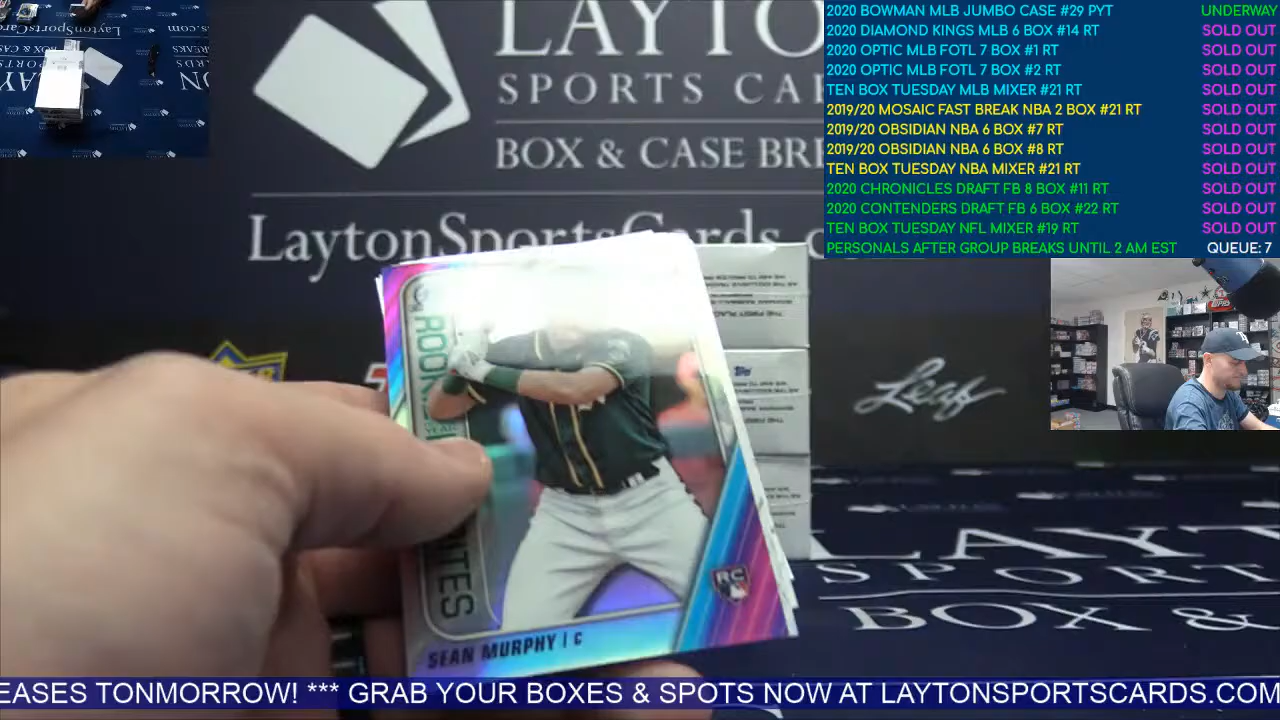 LAYTO
SPORTS CA
BOX & CASE BRE
LaytonSportsCards.c
2020 BOWMAN MLB JUMBO CASE #29 PYT UNDERWAY
2020 DIAMOND KINGS MLB 6 BOX #14 RT SOLD OUT
2020 OPTIC MLB FOTL 7 BOX #1 RT SOLD OUT
2020 OPTIC MLB FOTL 7 BOX #2 RT SOLD OUT
TEN BOX TUESDAY MLB MIXER #21 RT SOLD OUT
2019/20 MOSAIC FAST BREAK NBA 2 BOX #21 RT SOLD OUT
2019/20 OBSIDIAN NBA 6 BOX #7 RT SOLD OUT
2019/20 OBSIDIAN NBA 6 BOX #8 RT SOLD OUT
TEN BOX TUESDAY NBA MIXER #21 RT SOLD OUT
2020 CHRONICLES DRAFT FB 8 BOX #11 RT SOLD OUT
2020 CONTENDERS DRAFT FB 6 BOX #22 RT SOLD OUT
TEN BOX TUESDAY NFL MIXER #19 RT SOLD OUT
PERSONALS AFTER GROUP BREAKS UNTIL 2 AM EST QUEUE: 7
Leaf
RC
SEAN MURPHY | C
LAYTON
SPORTS
BOX &
EASES TONMORROW! *** GRAB YOUR BOXES & SPOTS NOW AT LAYTONSPORTSCARDS.COM